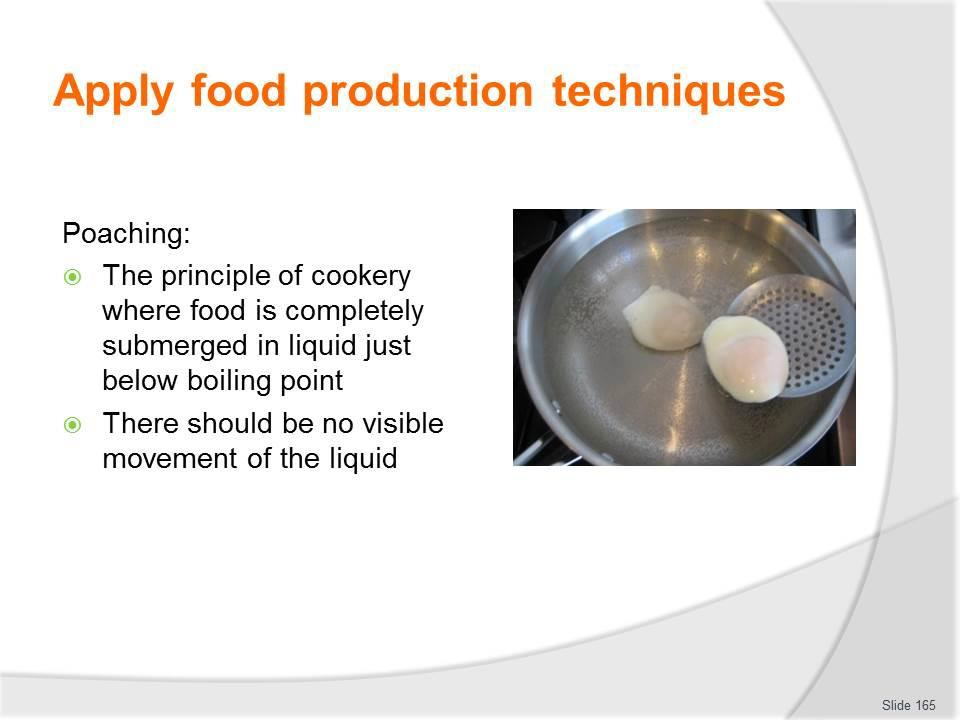 Apply food production techniques
Poaching:
The principle of cookery
where food is completely
submerged in liquid just
below boiling point
There should be no visible
movement of the liquid
Slide 165